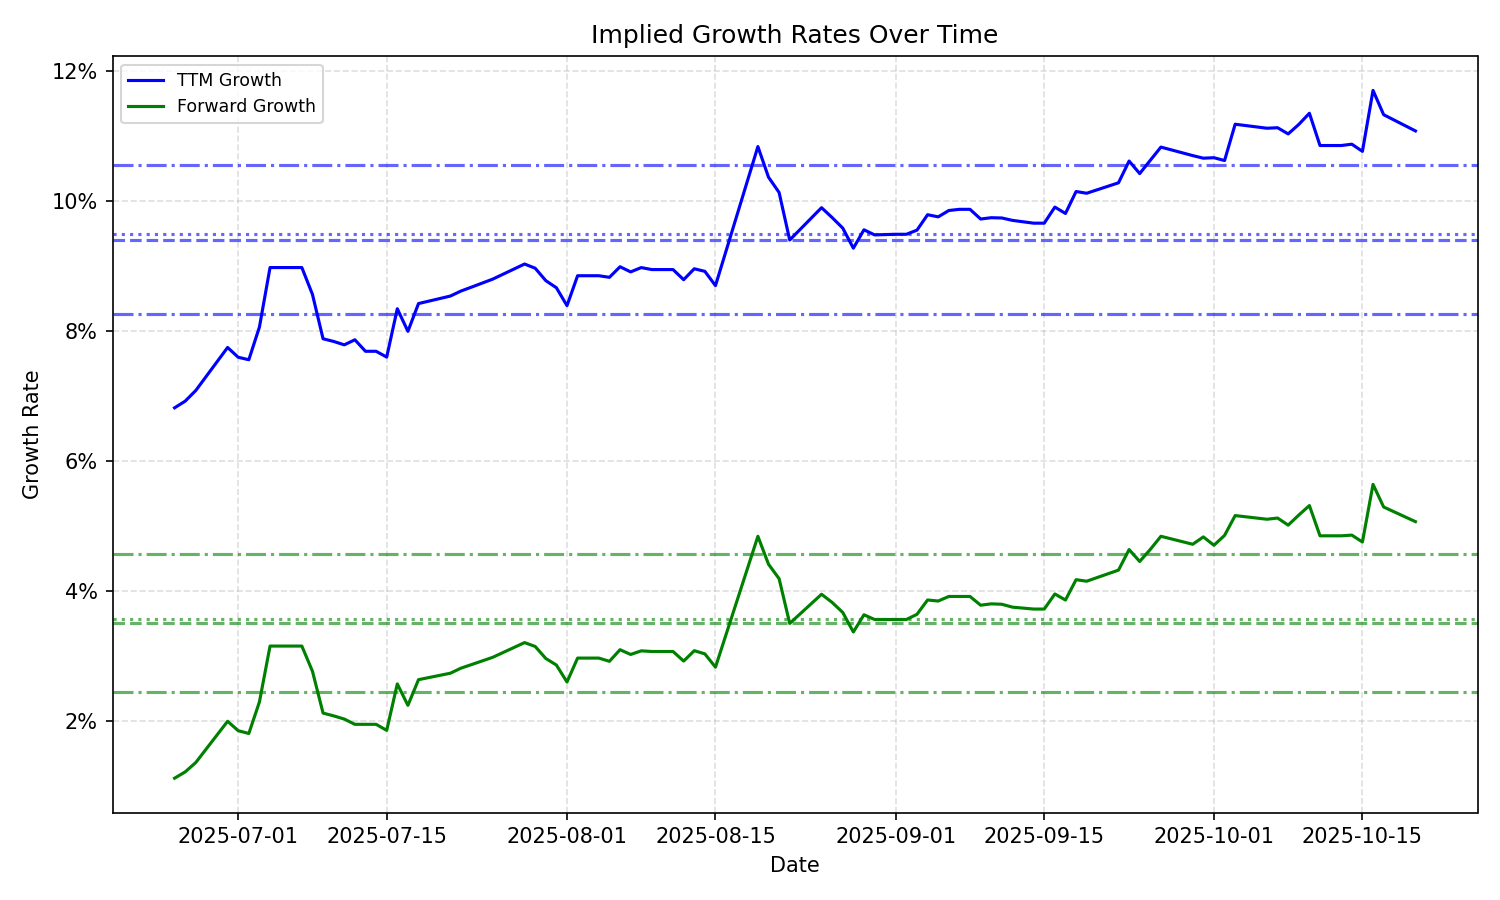 Implied Growth Rates Over Time
TTM Growth
Forward Growth
12%
10%
8%
6%
4%
2%
Growth Rate
2025-07-01
2025-07-15
2025-08-01
2025-08-15
2025-09-01
2025-09-15
2025-10-01
2025-10-15
Date